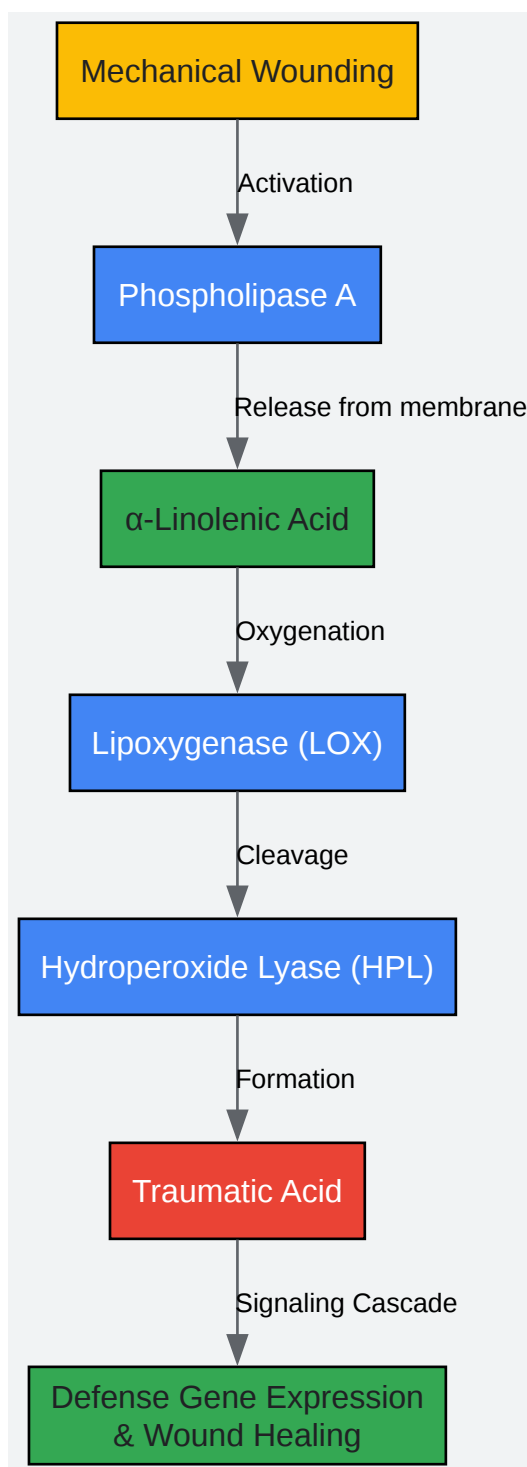 Mechanical Wounding
Activation
Phospholipase A
Release from membrane
α-Linolenic Acid
Oxygenation
Lipoxygenase (LOX)
Cleavage
Hydroperoxide Lyase (HPL)
Formation
Traumatic Acid
Signaling Cascade
Defense Gene Expression
& Wound Healing